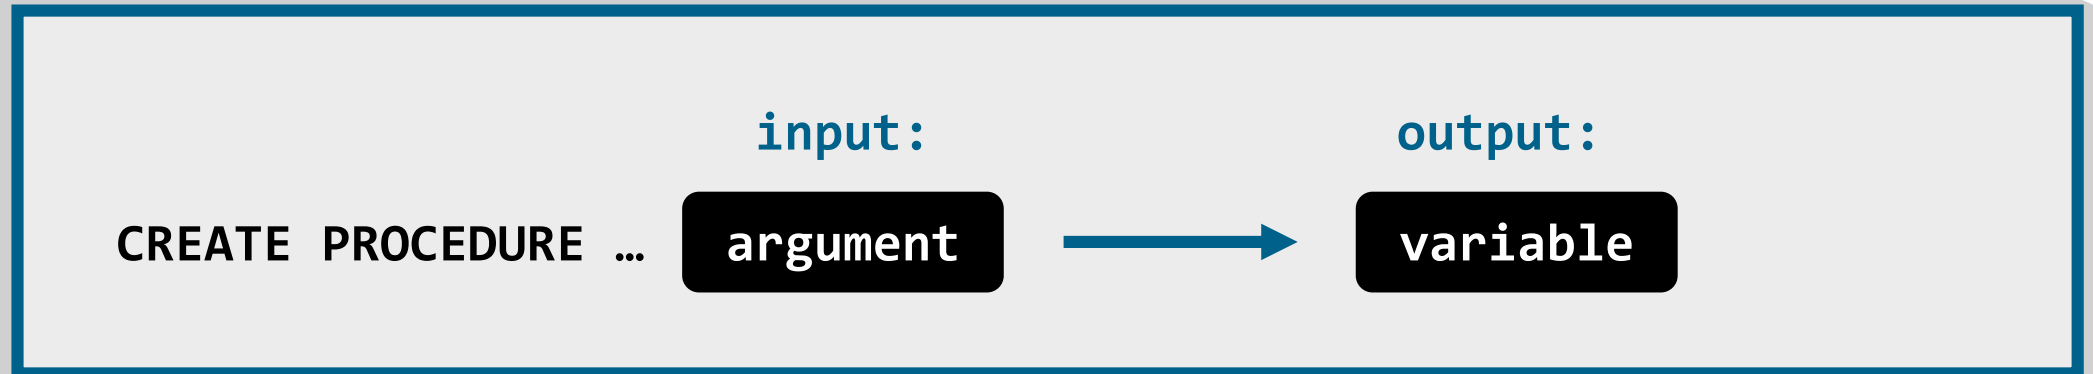 input: output:
CREATE PROCEDURE … argument variable